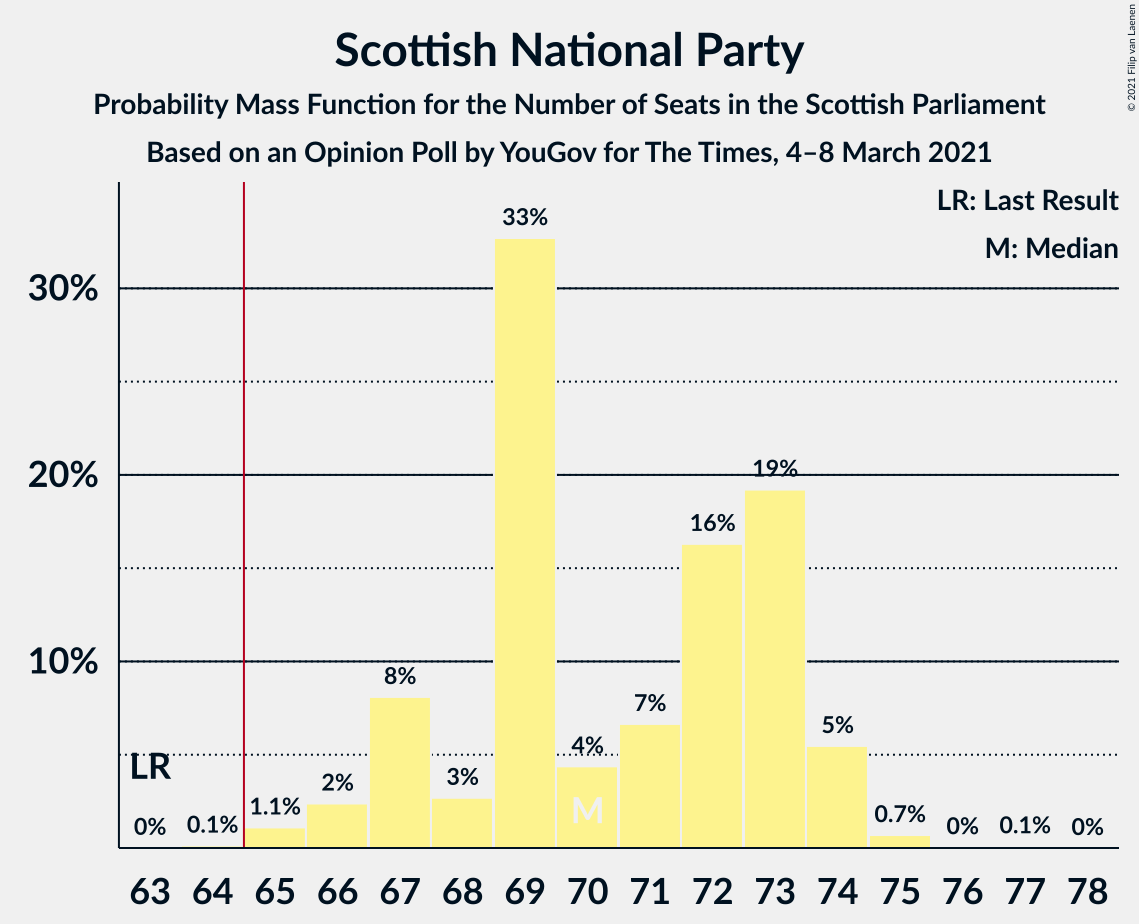 Scottish National Party
Probability Mass Function for the Number of Seats in the Scottish Parliament
Based on an Opinion Poll by YouGov for The Times, 4–8 March 2021
© 2021 Filip van Laenen
LR: Last Result
M: Median
33%
30%
20%
19%
16%
10%
8%
7%
5%
4%
LR
3%
2%
1.1%
M
0.7%
0%
0.1%
0%
0.1%
0%
63 64 65 66 67 68 69 70 71 72 73 74 75 76 77 78